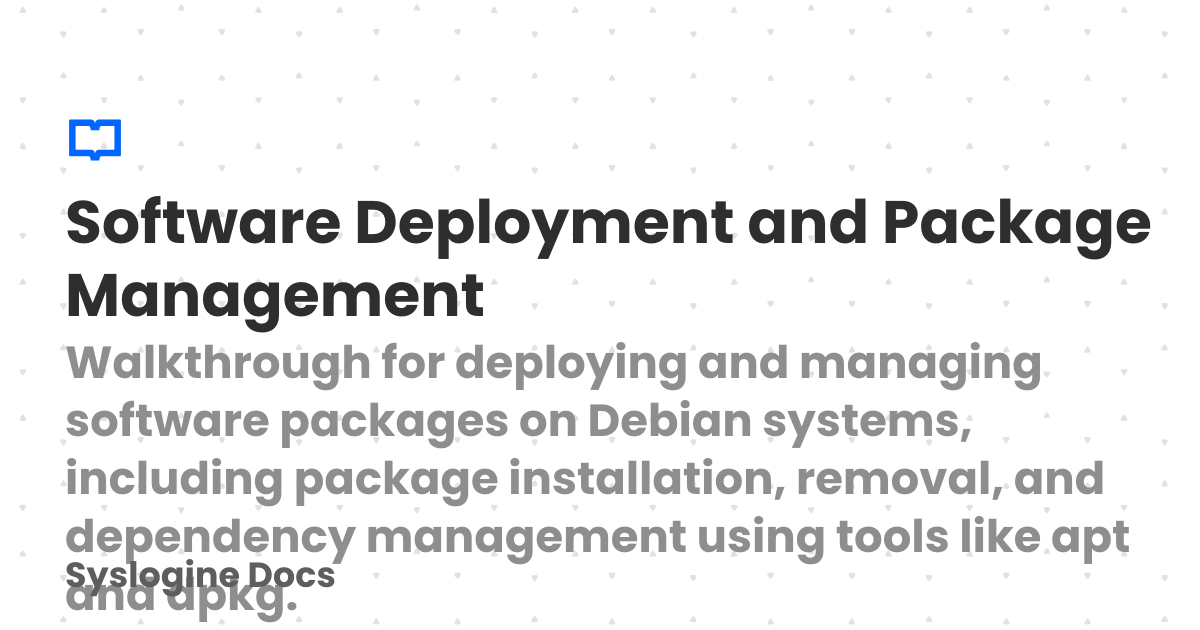 Software Deployment and Package
Management
Walkthrough for deploying and managing
software packages on Debian systems,
including package installation, removal, and
dependency management using tools like apt
Syslogine Docs
and dpkg.